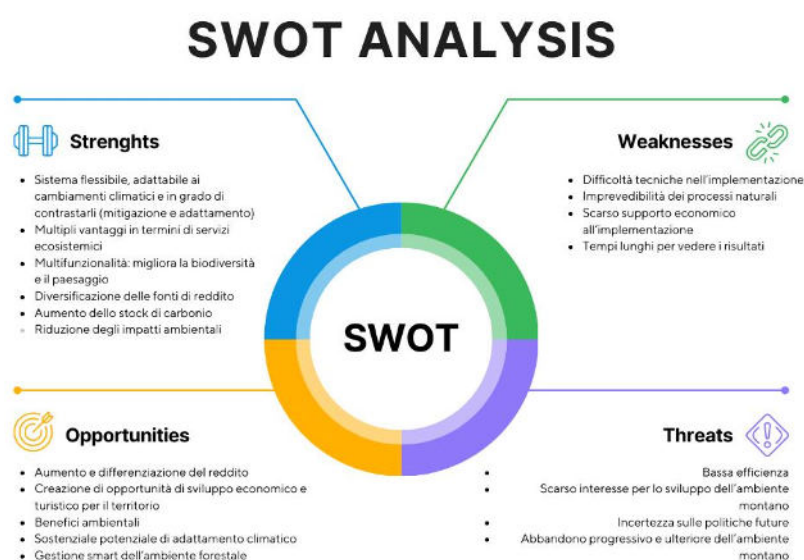 SWOT ANALYSIS
Strenghts
• Sistema flessibile, adattabile ai
cambiamenti climatici e in grado di
contrastarli (mitigazione e adattamento)
• Multipli vantaggi in termini di servizi
ecosistemici
• Multifunzionalità: migliora la biodiversità
e il paesaggio
• Diversificazione delle fonti di reddito
• Aumento dello stock di carbonio
• Riduzione degli impatti ambientali
Weaknesses
• Difficoltà tecniche nell'implementazione
• Imprevedibilità dei processi naturali
• Scarso supporto economico
all'implementazione
• Tempi lunghi per vedere i risultati
SWOT
Opportunities
• Aumento e differenziazione del reddito
• Creazione di opportunità di sviluppo economico e
turistico per il territorio
• Benefici ambientali
• Sostenziale potenziale di adattamento climatico
• Gestione smart dell'ambiente forestale
Threats
• Bassa efficienza
• Scarso interesse per lo sviluppo dell'ambiente
montano
• Incertezza sulle politiche future
• Abbandono progressivo e ulteriore dell'ambiente
montano